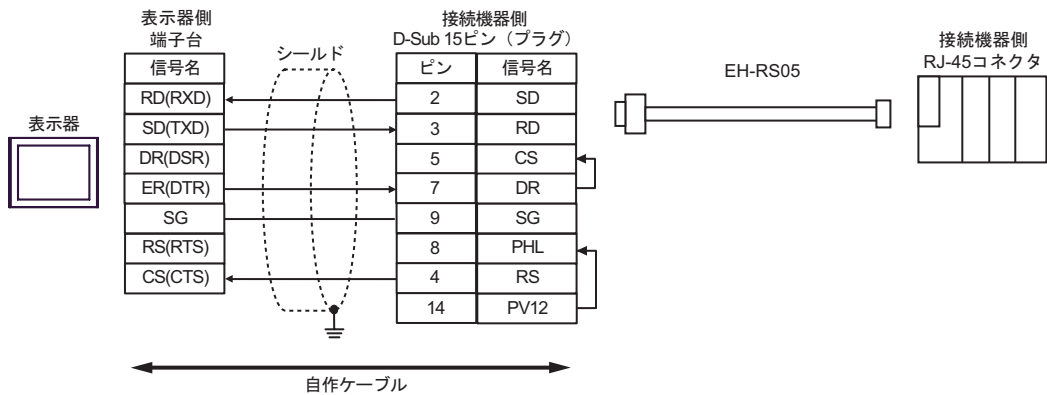 表示器側
端子台
接続機器側
D-Sub 15ピン（プラグ）
接続機器側
RJ-45コネクタ
シールド
EH-RS05
表示器
信号名 ピン 信号名
RD(RXD) 2 SD
SD(TXD) 3 RD
DR(DSR) 5 CS
ER(DTR) 7 DR
SG 9 SG
RS(RTS) 8 PHL
CS(CTS) 4 RS
14 PV12
自作ケーブル